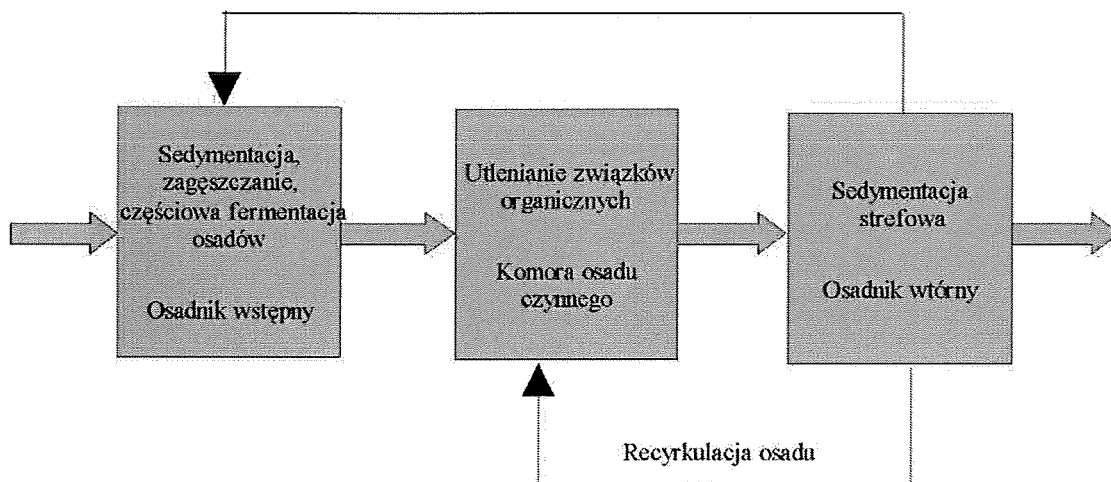 Sedymentacja,
zagęszczanie,
częściowa fermentacja
osadów
Osadnik wstępny
Utlenianie związków
organicznych
Komora osadu
czynnego
Sedymentacja
strefowa
Osadnik wtórny
Recyrkulacja osadu